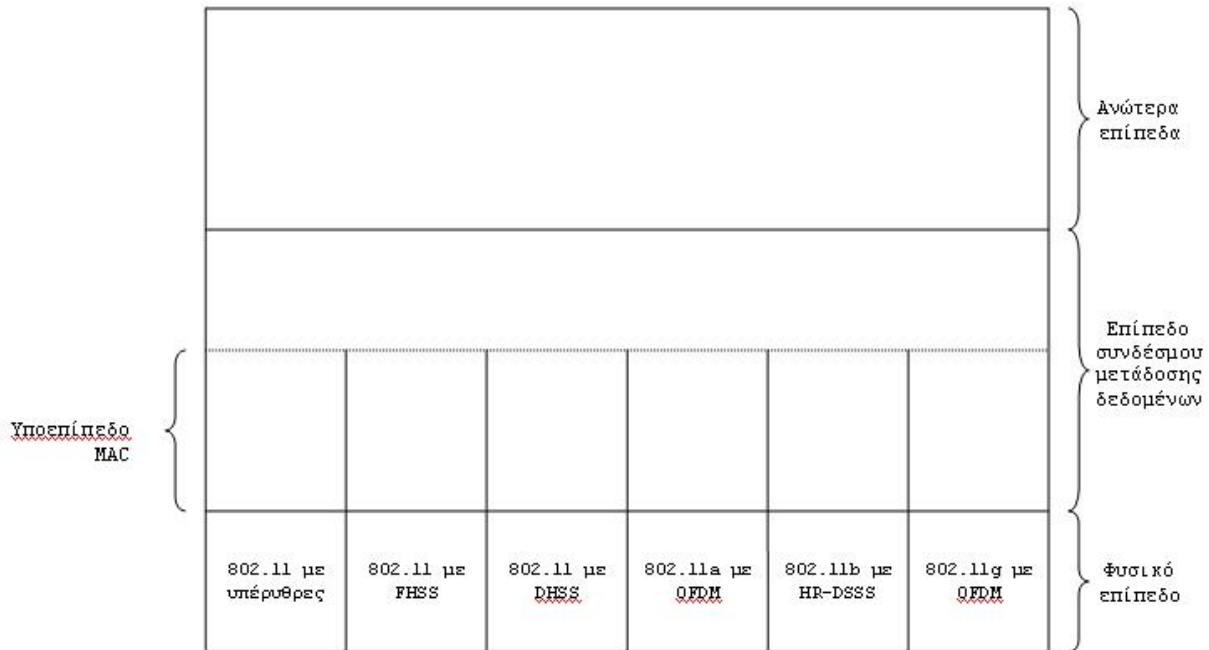 Ανώτερα
επίπεδα
Επίπεδο
συνδέσμου
μετάδοσης
δεδομένων
Υποεπίπεδο
MAC
802.11 με
υπέρυθρες
802.11 με
FHSS
802.11 με
DHSS
802.11a με
OFDM
802.11b με
HR-DSSS
802.11g με
OFDM
Φυσικό
επίπεδο